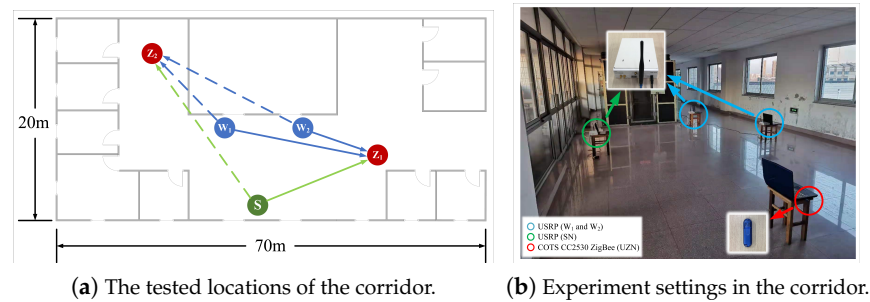 Z₂
20m
W₁
W₂
Z₁
S
70m
USRP (W₁ and W₂)
USRP (SN)
COTS CC2530 ZigBee (UZN)
(a) The tested locations of the corridor.
(b) Experiment settings in the corridor.